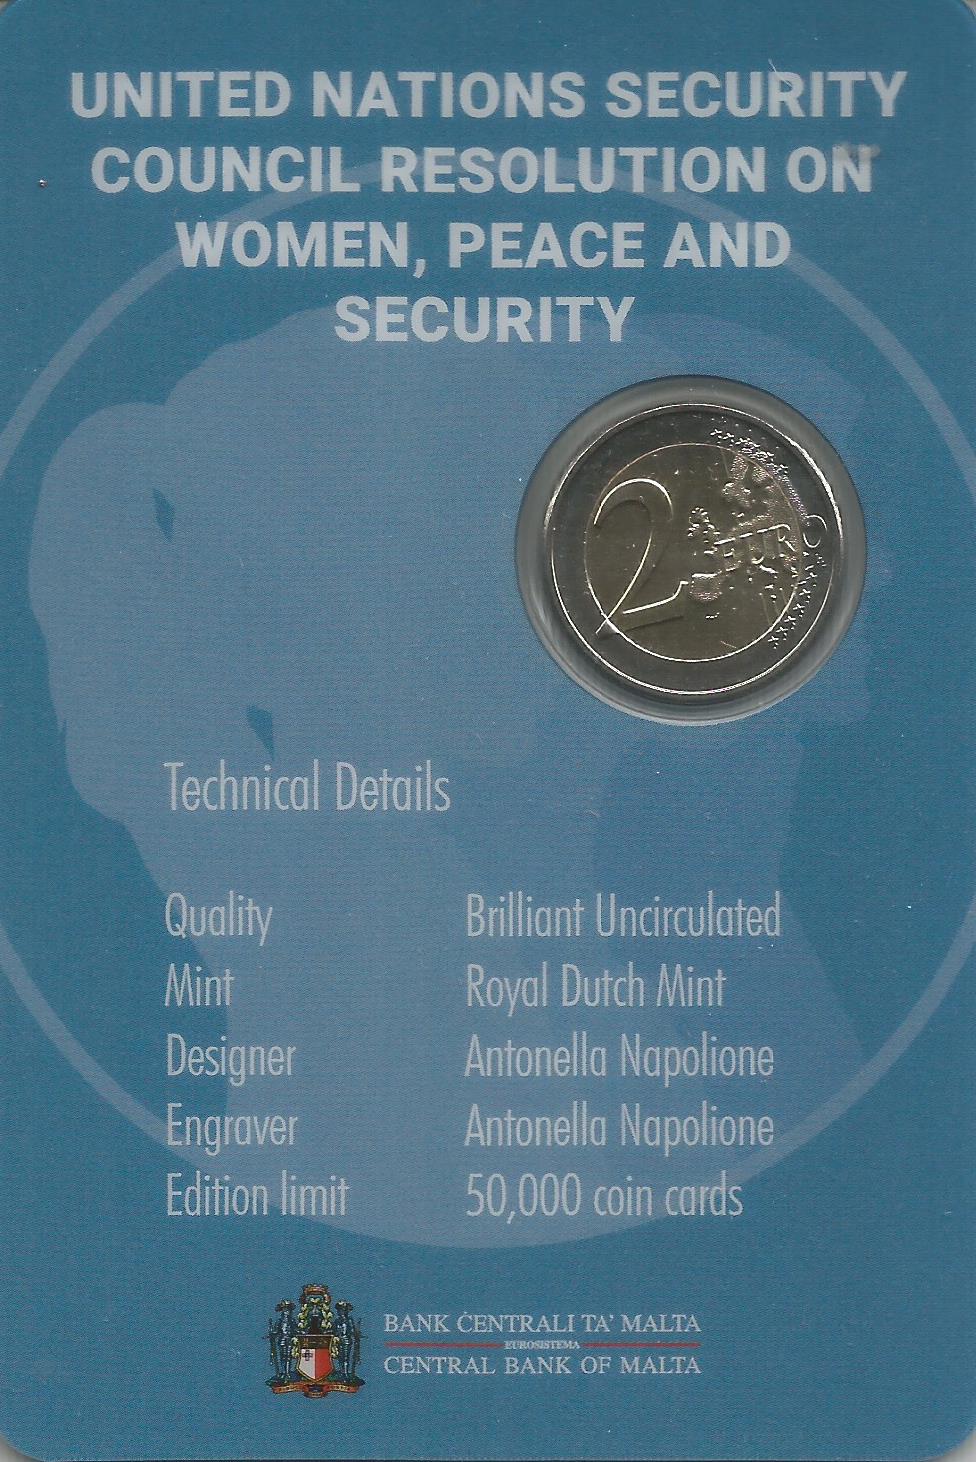 UNITED NATIONS SECURITY
COUNCIL RESOLUTION ON
WOMEN, PEACE AND
SECURITY
2 EURO
Technical Details
Quality Brilliant Uncirculated
Mint Royal Dutch Mint
Designer Antonella Napolione
Engraver Antonella Napolione
Edition limit 50,000 coin cards
BANK ĊENTRALI TA' MALTA
EUROSISTEMA
CENTRAL BANK OF MALTA